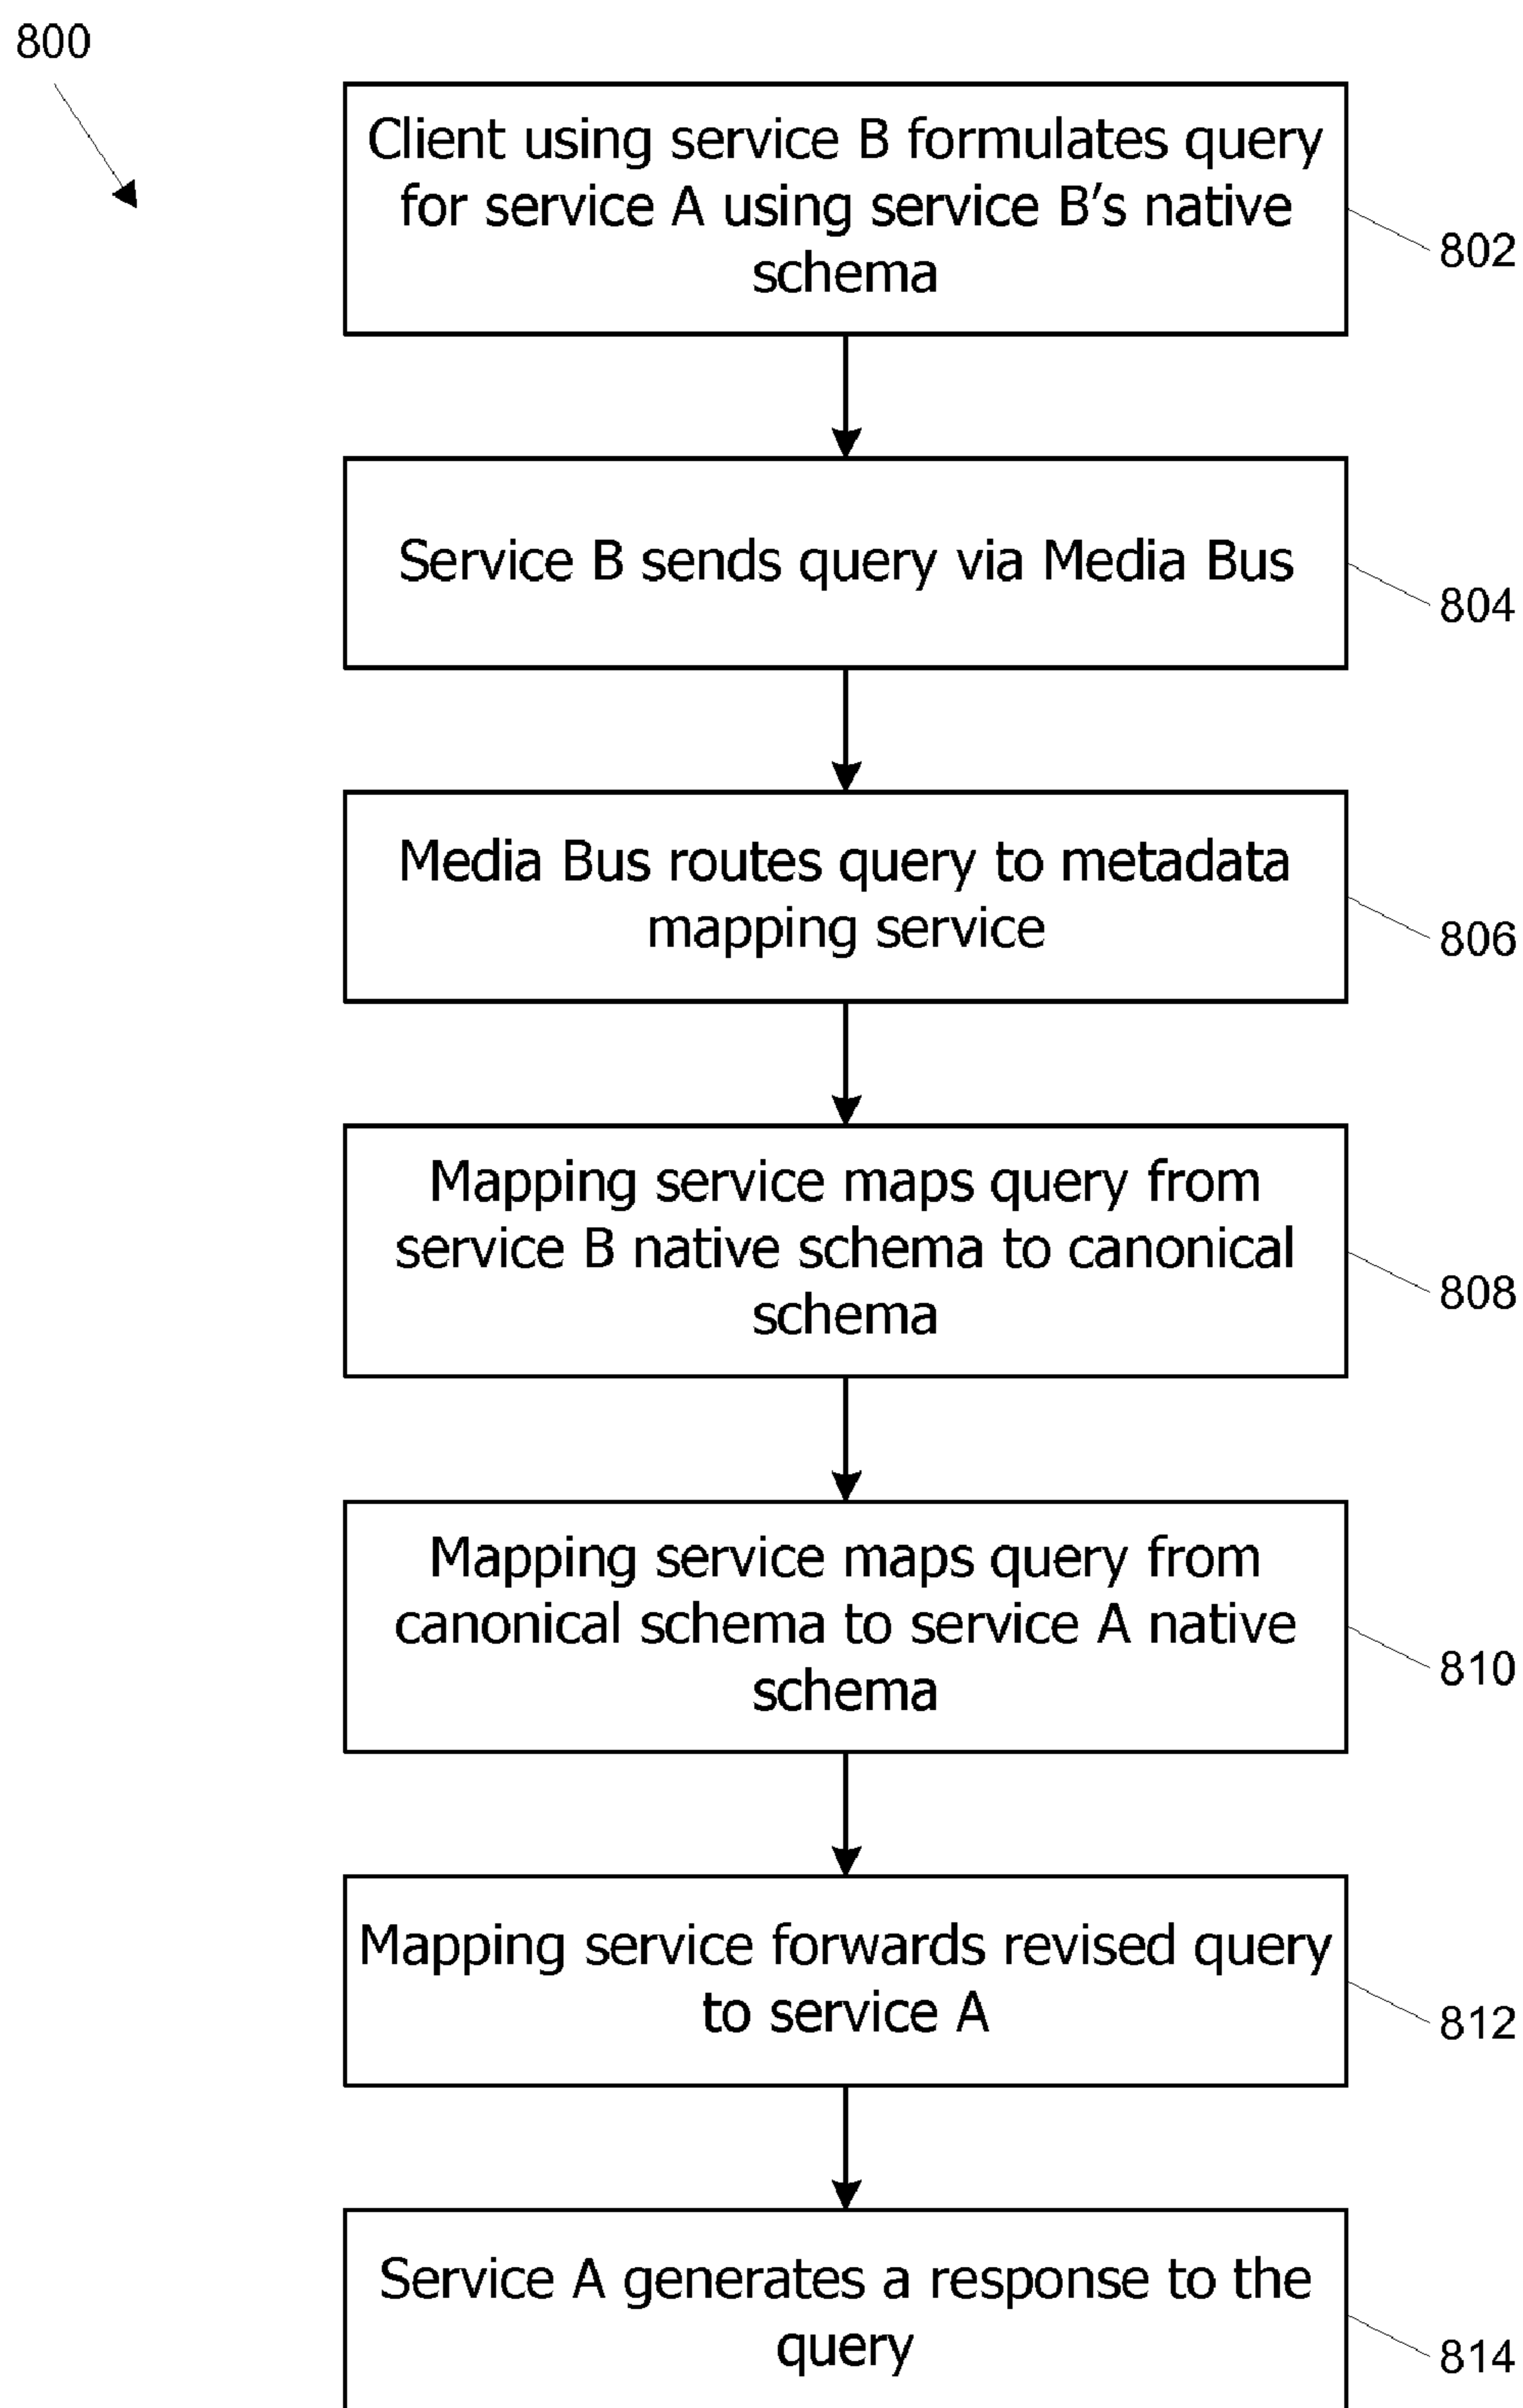 800
Client using service B formulates query
for service A using service B's native
schema
802
Service B sends query via Media Bus
804
Media Bus routes query to metadata
mapping service
806
Mapping service maps query from
service B native schema to canonical
schema
808
Mapping service maps query from
canonical schema to service A native
schema
810
Mapping service forwards revised query
to service A
812
Service A generates a response to the
query
814